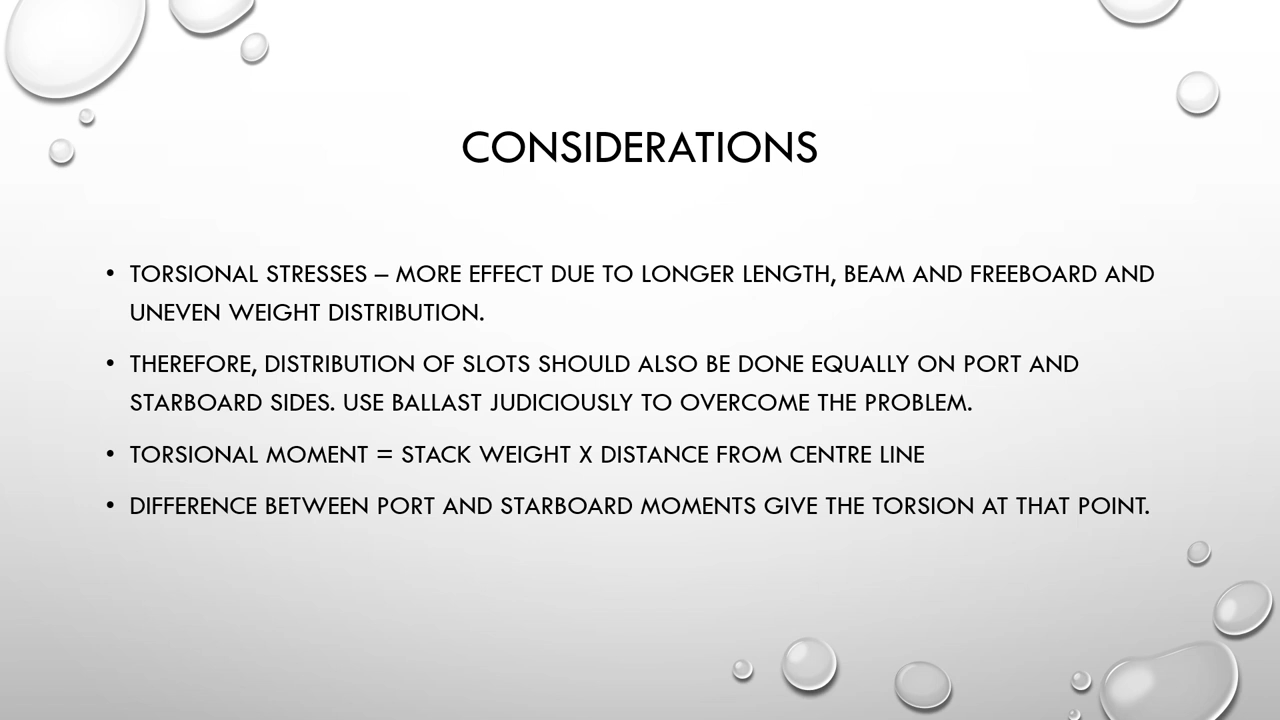 CONSIDERATIONS
• TORSIONAL STRESSES – MORE EFFECT DUE TO LONGER LENGTH, BEAM AND FREEBOARD AND
UNEVEN WEIGHT DISTRIBUTION.
• THEREFORE, DISTRIBUTION OF SLOTS SHOULD ALSO BE DONE EQUALLY ON PORT AND
STARBOARD SIDES. USE BALLAST JUDICIOUSLY TO OVERCOME THE PROBLEM.
• TORSIONAL MOMENT = STACK WEIGHT X DISTANCE FROM CENTRE LINE
• DIFFERENCE BETWEEN PORT AND STARBOARD MOMENTS GIVE THE TORSION AT THAT POINT.